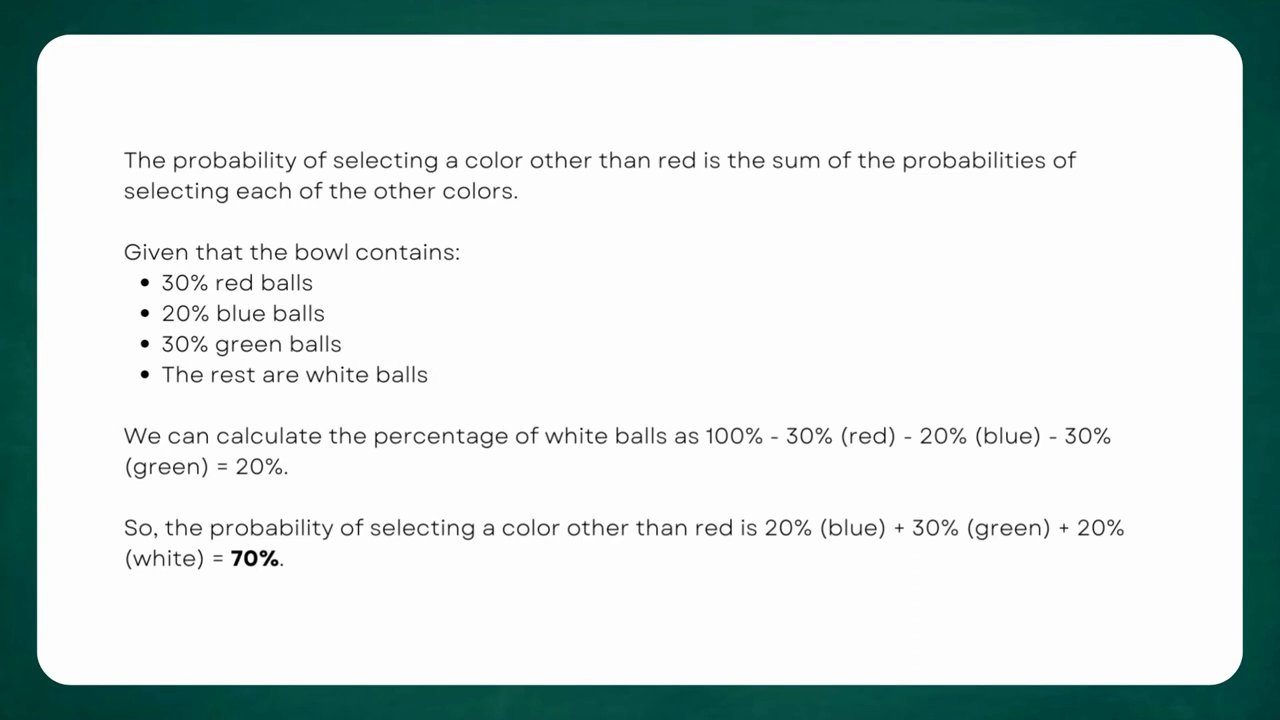 The probability of selecting a color other than red is the sum of the probabilities of
selecting each of the other colors.
Given that the bowl contains:
• 30% red balls
• 20% blue balls
• 30% green balls
• The rest are white balls
We can calculate the percentage of white balls as 100% - 30% (red) - 20% (blue) - 30%
(green) = 20%.
So, the probability of selecting a color other than red is 20% (blue) + 30% (green) + 20%
(white) = 70%.